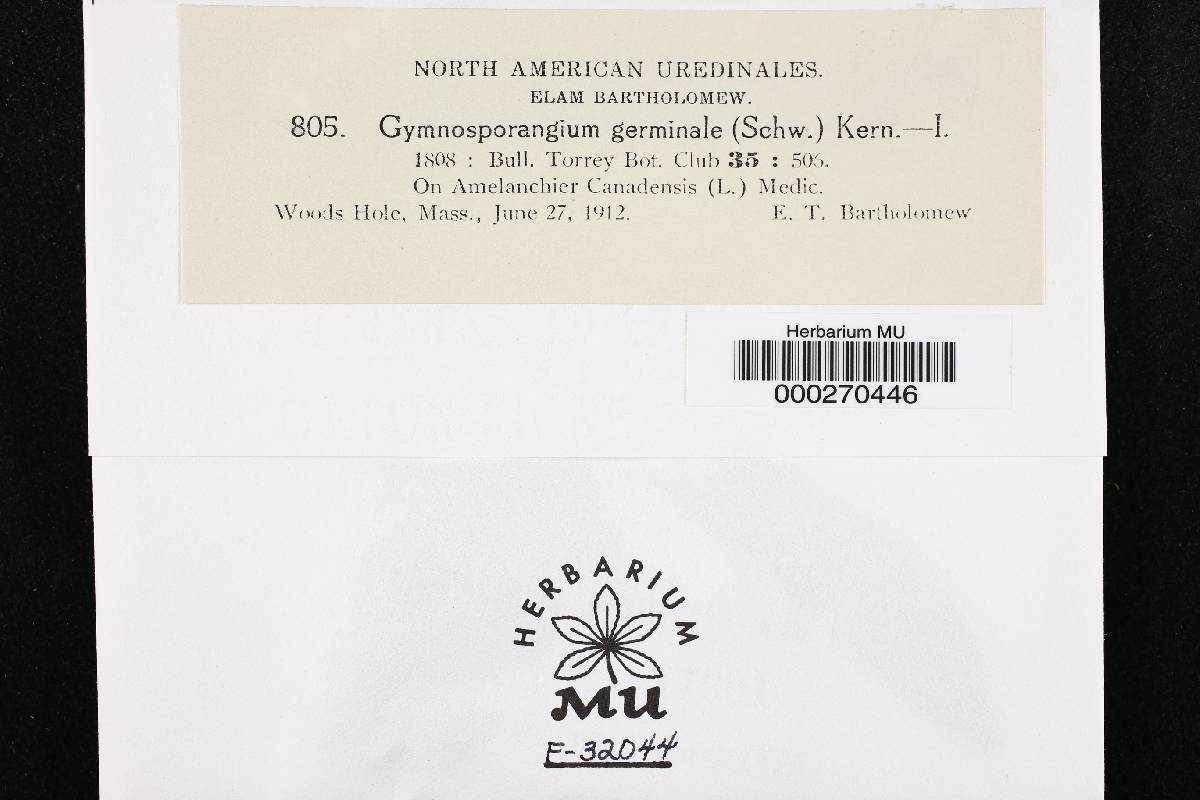 NORTH AMERICAN UREDINALES.
ELAM BARTHOLOMEW.
805. Gymnosporangium germinale (Schw.) Kern.—I.
1808 : Bull. Torrey Bot. Club 35 : 506.
On Amelanchier Canadensis (L.) Medic.
Woods Hole, Mass., June 27, 1912. E. T. Bartholomew
Herbarium MU
000270446
HERBARIUM
MU
F-32044